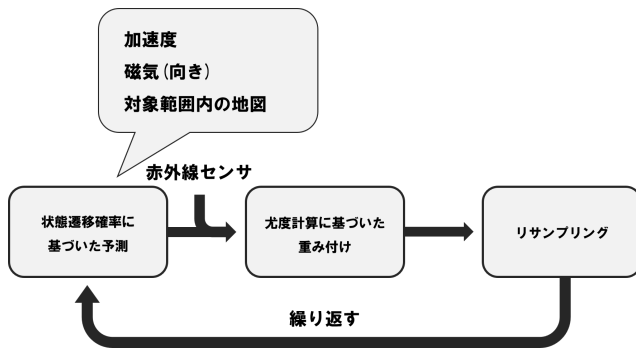 加速度
磁気(向き)
対象範囲内の地図
赤外線センサ
状態遷移確率に
基づいた予測
尤度計算に基づいた
重み付け
リサンプリング
繰り返す